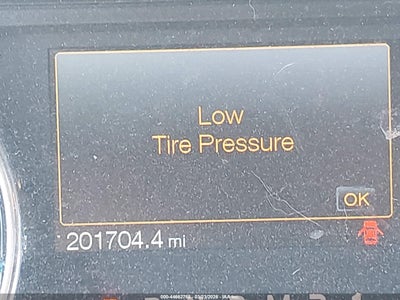 Low
Tire Pressure
OK
201704.4 mi